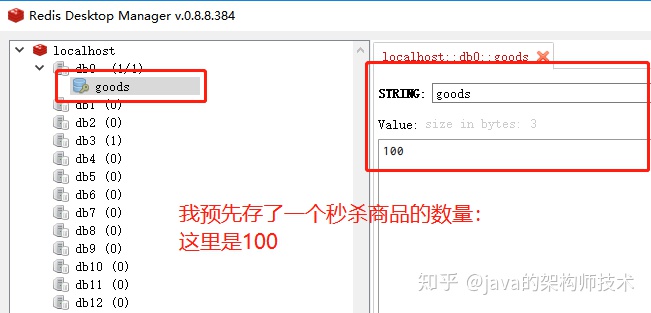 Redis Desktop Manager v.0.8.8.384
localhost
db0 (1/1)
goods
db1 (0)
db2 (0)
db3 (1)
db4 (0)
db5 (0)
db6 (0)
db7 (0)
db8 (0)
db9 (0)
db10 (0)
db11 (0)
db12 (0)
localhost::db0::goods
STRING: goods
Value: size in bytes: 3
100
我预先存了一个秒杀商品的数量:
这里是100
知乎 @java的架构师技术